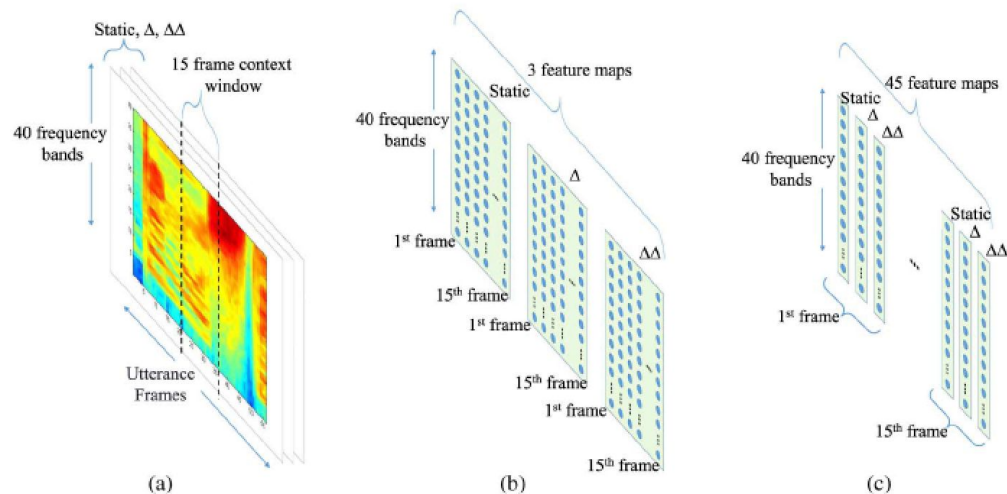 Static, Δ, ΔΔ
15 frame context
window
40 frequency
bands
Utterance
Frames
(a)
3 feature maps
Static
40 frequency
bands
Δ
ΔΔ
1st frame
15th frame
1st frame
15th frame
1st frame
15th frame
(b)
45 feature maps
Static
Δ
ΔΔ
40 frequency
bands
Static
Δ
ΔΔ
1st frame
15th frame
(c)